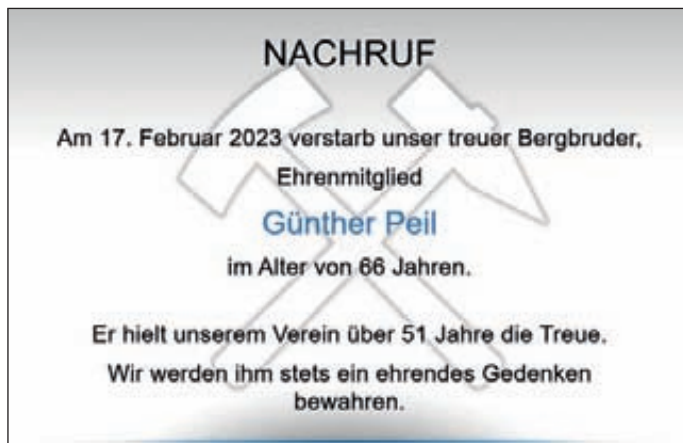 NACHRUF
Am 17. Februar 2023 verstarb unser treuer Bergbruder,
Ehrenmitglied
Günther Peil
im Alter von 66 Jahren.
Er hielt unserem Verein über 51 Jahre die Treue.
Wir werden ihm stets ein ehrendes Gedenken
bewahren.